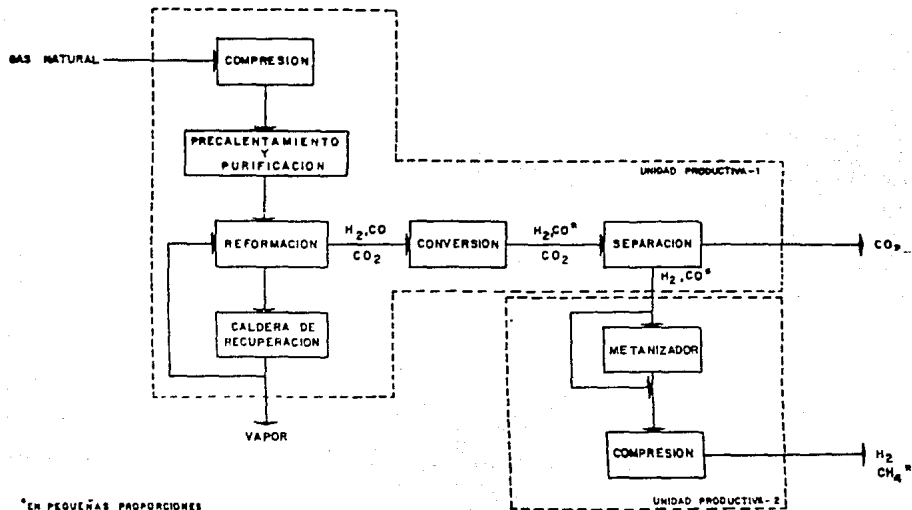 GAS NATURAL
COMPRESION
PRECALENTAMIENTO
Y
PURIFICACION
UNIDAD PRODUCTIVA-1
REFORMACION
H₂,CO
CO₂
CONVERSION
H₂,CO*
CO₂
SEPARACION
CO₂
H₂,CO*
CALDERA DE
RECUPERACION
METANIZADOR
VAPOR
COMPRESION
H₂
CH₄*
*EN PEQUEÑAS PROPORCIONES
UNIDAD PRODUCTIVA-2